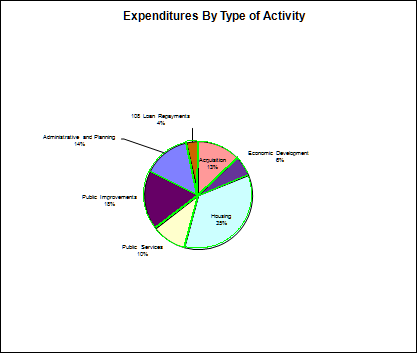 Expenditures By Type of Activity
108 Loan Repayments
4%
Administrative and Planning
14%
Acquisition
13%
Economic Development
6%
Public Improvements
18%
Housing
35%
Public Services
10%